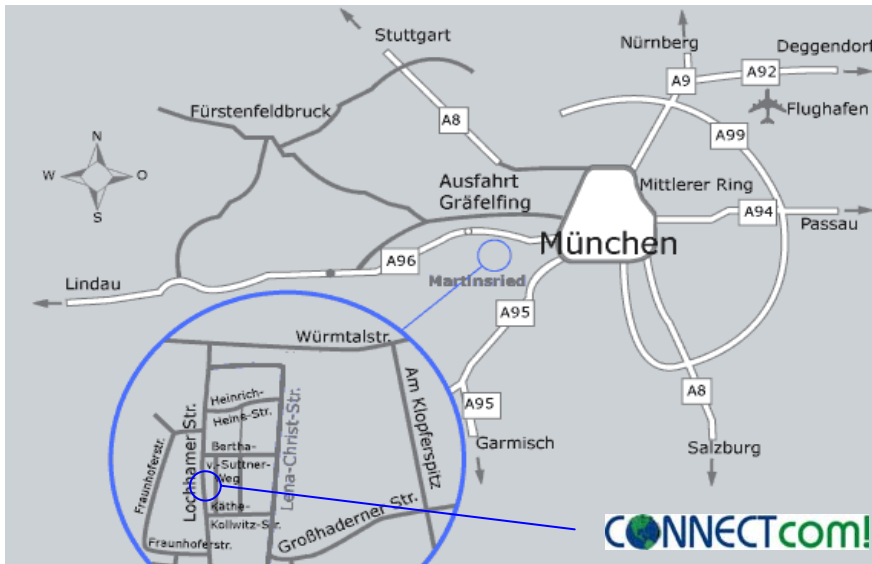 Stuttgart
Nürnberg
Deggendorf
A9
A92
Flughafen
Fürstenfeldbruck
A8
A99
N
W
O
S
Ausfahrt
Gräfelfing
Mittlerer Ring
A94
Passau
München
A96
Martinsried
Lindau
A95
Würmtalstr.
A95
A8
Garmisch
Salzburg
Am Klopferspitz
Heinrich-
Heine-Str.
Lena-Christ-Str.
Lochhamer Str.
Bertha-
v.-Suttner-
Weg
Fraunhoferstr.
Käthe-
Kollwitz-Str.
Großhaderner Str.
Fraunhoferstr.
CONNECTcom!